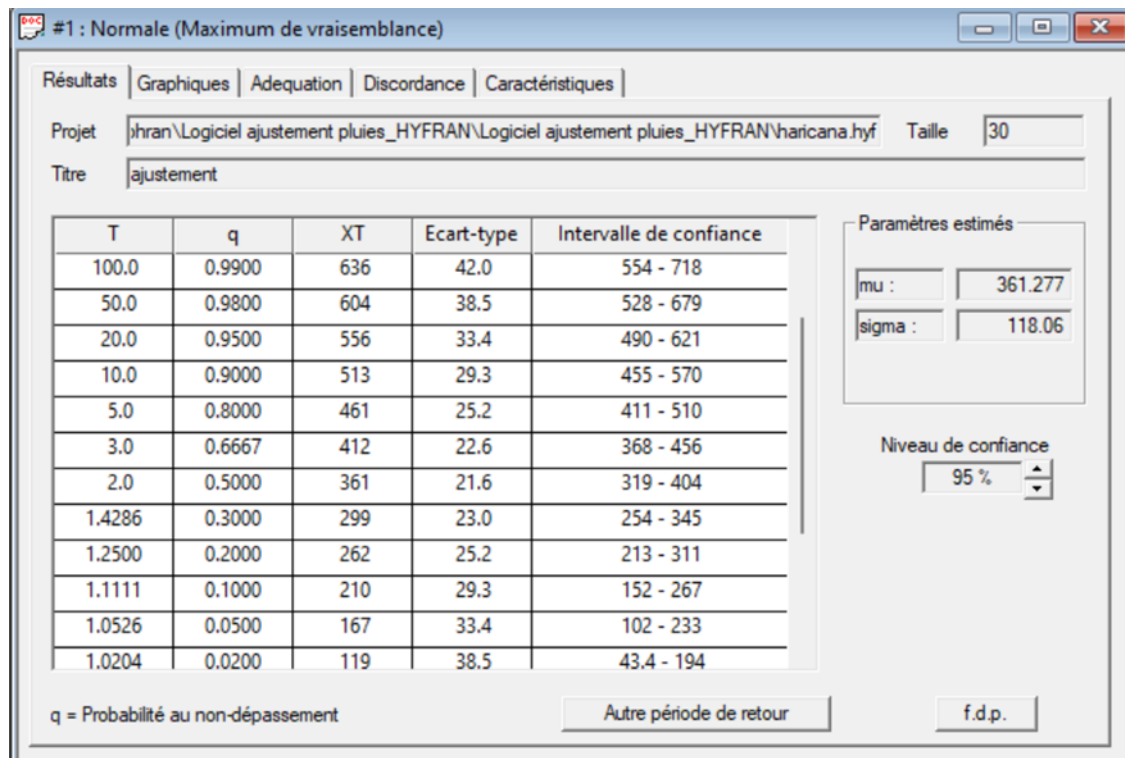 #1 : Normale (Maximum de vraisemblance)
Résultats Graphiques Adequation Discordance Caractéristiques
Projet phran\Logiciel ajustement pluies_HYFRAN\Logiciel ajustement pluies_HYFRAN\haricana.hyf Taille 30
Titre ajustement
T q XT Ecart-type Intervalle de confiance
100.0 0.9900 636 42.0 554 - 718
50.0 0.9800 604 38.5 528 - 679
20.0 0.9500 556 33.4 490 - 621
10.0 0.9000 513 29.3 455 - 570
5.0 0.8000 461 25.2 411 - 510
3.0 0.6667 412 22.6 368 - 456
2.0 0.5000 361 21.6 319 - 404
1.4286 0.3000 299 23.0 254 - 345
1.2500 0.2000 262 25.2 213 - 311
1.1111 0.1000 210 29.3 152 - 267
1.0526 0.0500 167 33.4 102 - 233
1.0204 0.0200 119 38.5 43.4 - 194
Paramètres estimés
mu : 361.277
sigma : 118.06
Niveau de confiance
95 %
q = Probabilité au non-dépassement
Autre période de retour
f.d.p.